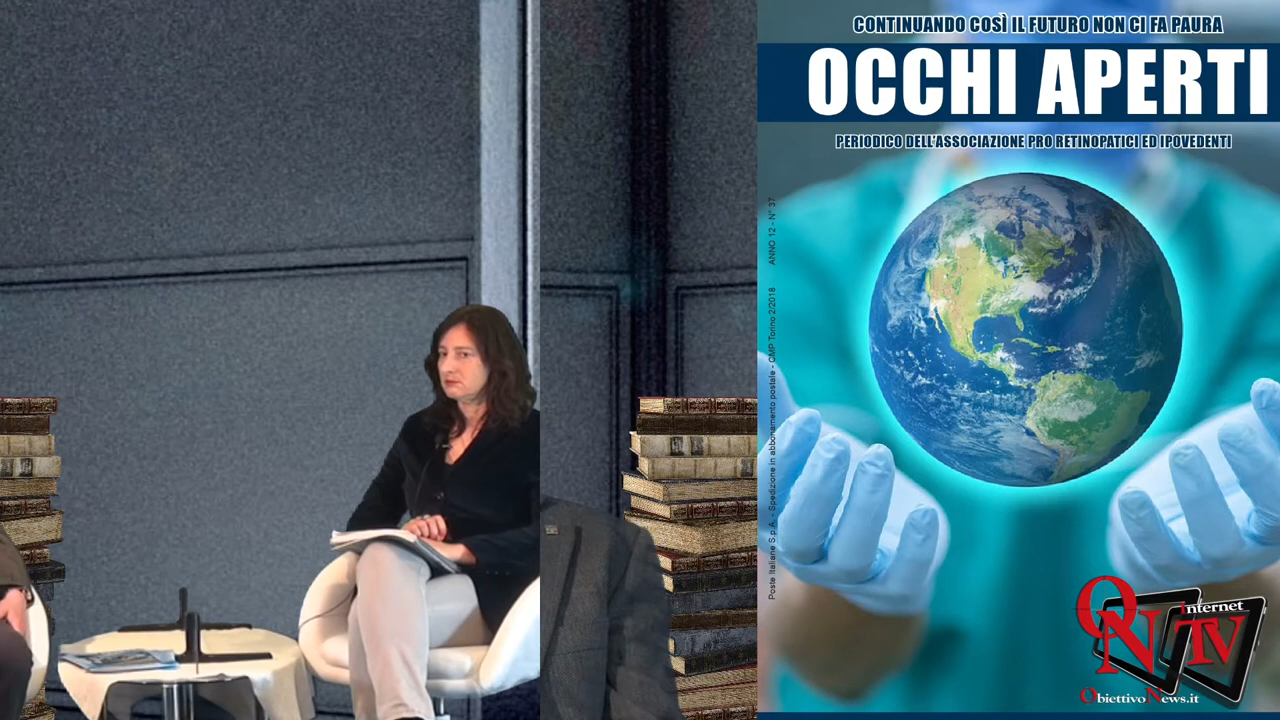 CONTINUANDO COSÌ IL FUTURO NON CI FA PAURA
OCCHI APERTI
PERIODICO DELL'ASSOCIAZIONE PRO RETINOPATICI ED IPOVEDENTI
Poste Italiane S.p.A. - Spedizione in abbonamento postale - CMP Torino 2/2018 ANNO 12 - N° 37
QN Internet TV
ObiettivoNews.it